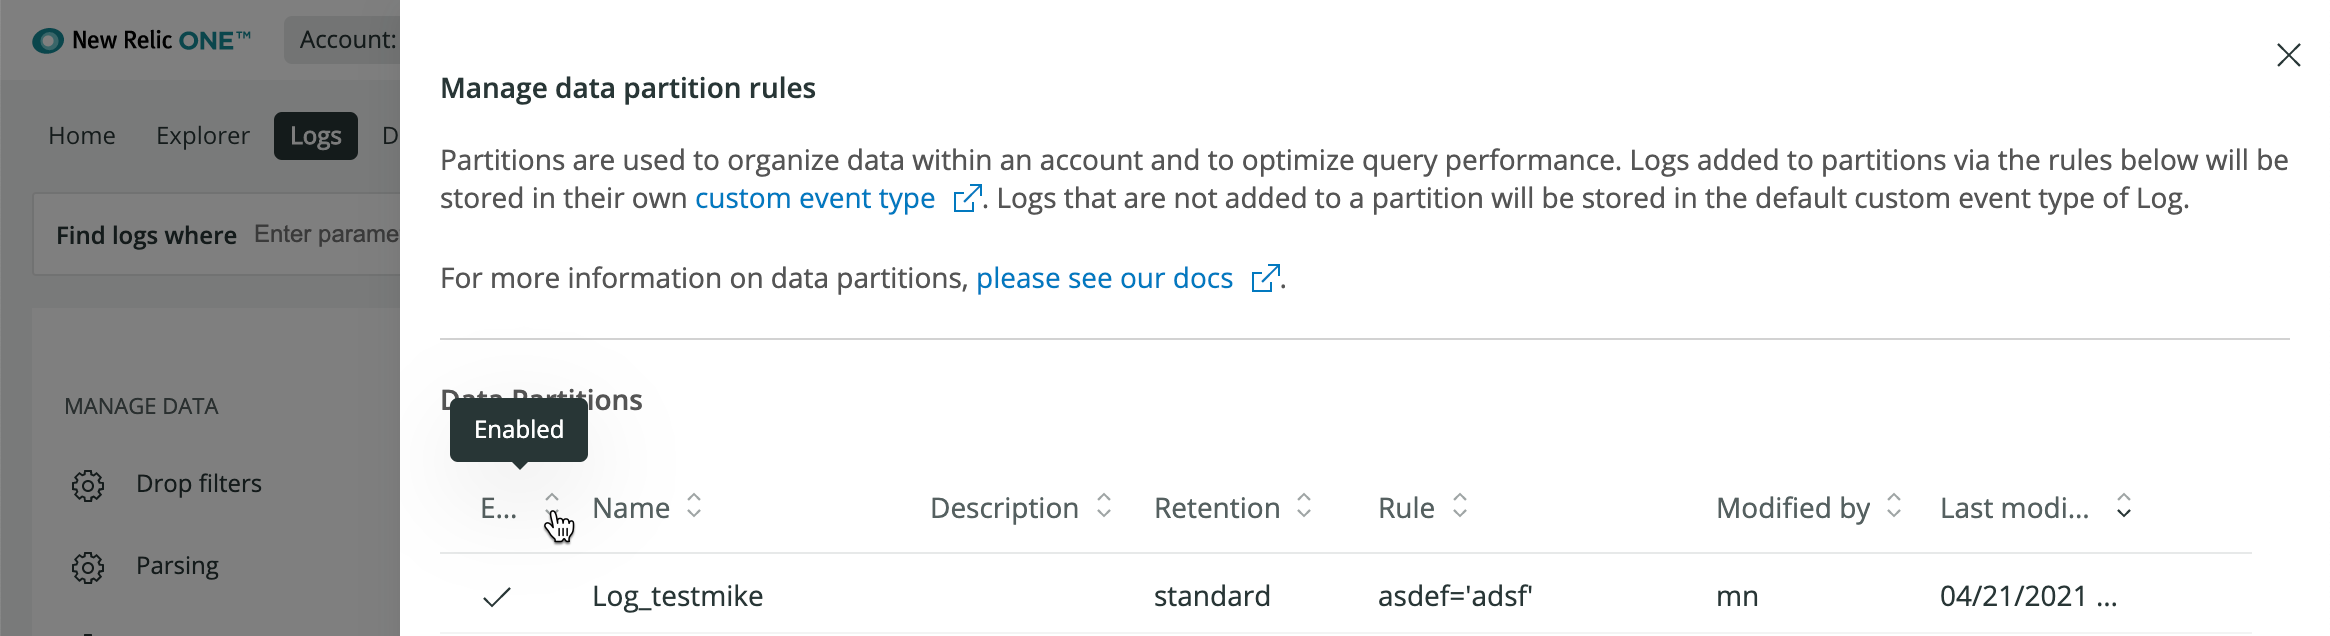 New Relic ONE™
Account:
Home Explorer Logs D
Find logs where Enter parame
MANAGE DATA
Drop filters
Parsing
Manage data partition rules
Partitions are used to organize data within an account and to optimize query performance. Logs added to partitions via the rules below will be
stored in their own custom event type. Logs that are not added to a partition will be stored in the default custom event type of Log.
For more information on data partitions, please see our docs.
Data Partitions
Enabled
E... Name Description Retention Rule Modified by Last modi...
Log_testmike standard asdef='adsf' mn 04/21/2021 ...